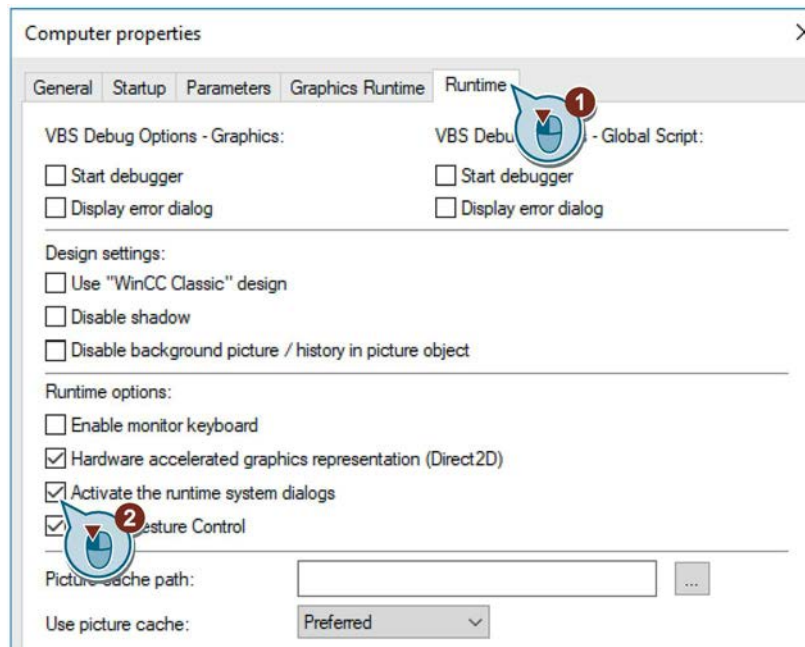 Computer properties
General Startup Parameters Graphics Runtime Runtime
1
VBS Debug Options - Graphics: VBS Debu - Global Script:
Start debugger Start debugger
Display error dialog Display error dialog
Design settings:
Use "WinCC Classic" design
Disable shadow
Disable background picture / history in picture object
Runtime options:
Enable monitor keyboard
Hardware accelerated graphics representation (Direct2D)
Activate the runtime system dialogs
2
esture Control
Picture cache path: ...
Use picture cache: Preferred